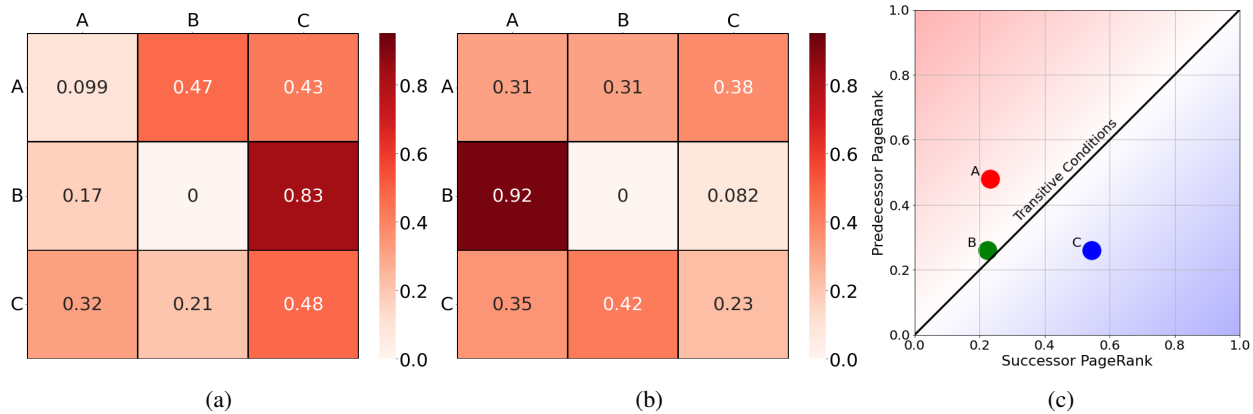 A B C
A 0.099 0.47 0.43
B 0.17 0 0.83
C 0.32 0.21 0.48
0.8
0.6
0.4
0.2
0.0
(a)
A B C
A 0.31 0.31 0.38
B 0.92 0 0.082
C 0.35 0.42 0.23
0.8
0.6
0.4
0.2
0.0
(b)
Predecessor PageRank
1.0
0.8
0.6
0.4
0.2
0.0
A
B
C
Transitive Conditions
0.0 0.2 0.4 0.6 0.8 1.0
Successor PageRank
(c)